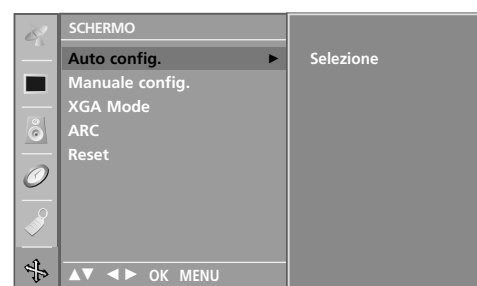 SCHERMO
Auto config. ► Selezione
Manuale config.
XGA Mode
ARC
Reset
▲▼ ◄► OK MENU